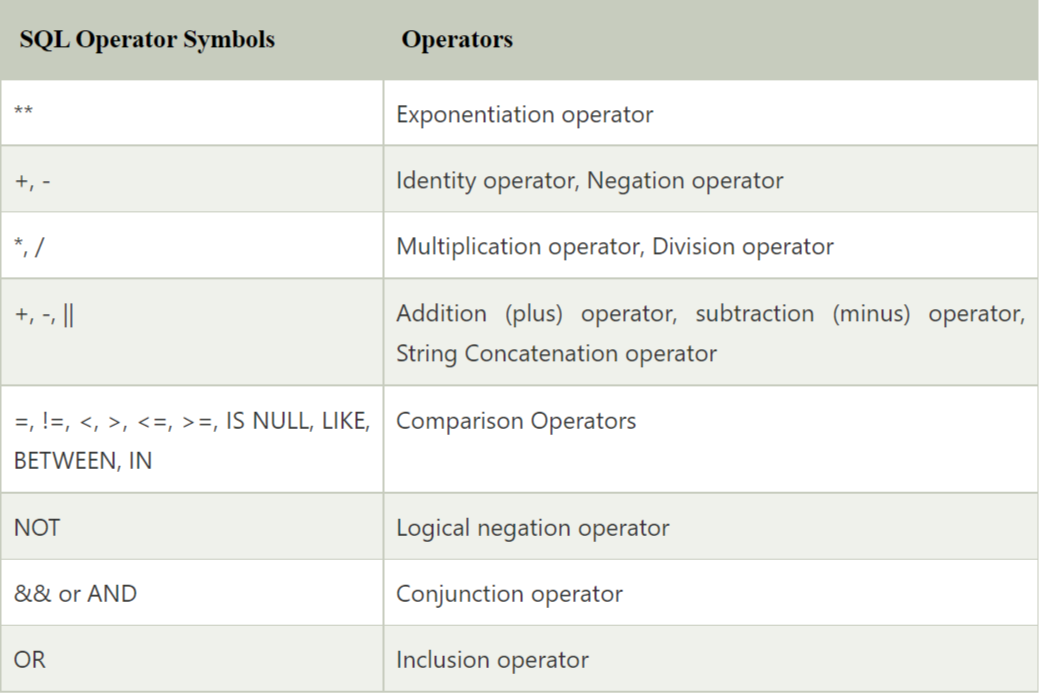 SQL Operator Symbols Operators
** Exponentiation operator
+, - Identity operator, Negation operator
*, / Multiplication operator, Division operator
+, -, || Addition (plus) operator, subtraction (minus) operator,
String Concatenation operator
=, !=, <, >, <=, >=, IS NULL, LIKE, Comparison Operators
BETWEEN, IN
NOT Logical negation operator
&& or AND Conjunction operator
OR Inclusion operator